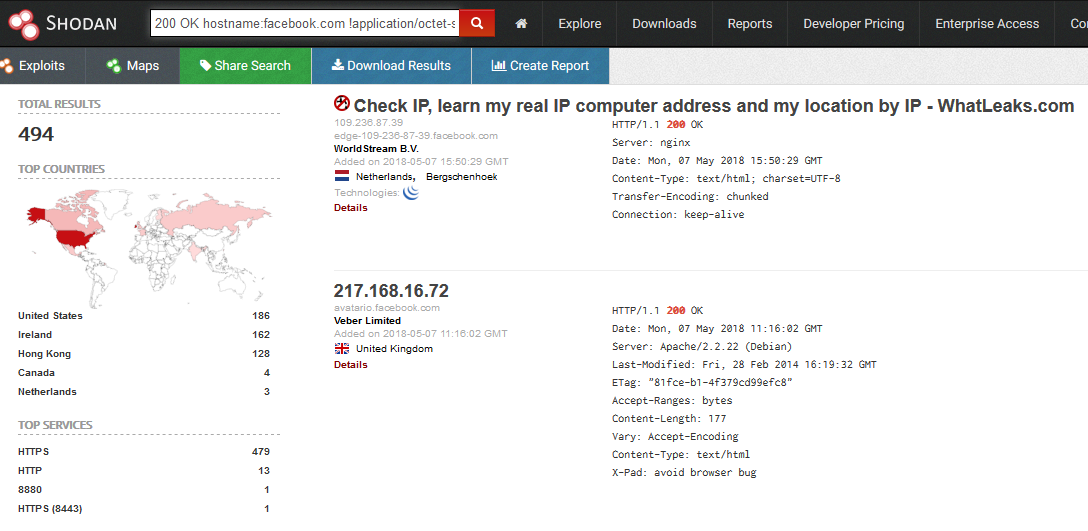 SHODAN
200 OK hostname:facebook.com !application/octet-s
Explore
Downloads
Reports
Developer Pricing
Enterprise Access
Exploits
Maps
Share Search
Download Results
Create Report
TOTAL RESULTS
494
TOP COUNTRIES
United States 186
Ireland 162
Hong Kong 128
Canada 4
Netherlands 3
TOP SERVICES
HTTPS 479
HTTP 13
8880 1
HTTPS (8443) 1
Check IP, learn my real IP computer address and my location by IP - WhatLeaks.com
109.236.87.39
edge-109-236-87-39.facebook.com
WorldStream B.V.
Added on 2018-05-07 15:50:29 GMT
Netherlands, Bergschenhoek
Technologies:
Details
HTTP/1.1 200 OK
Server: nginx
Date: Mon, 07 May 2018 15:50:29 GMT
Content-Type: text/html; charset=UTF-8
Transfer-Encoding: chunked
Connection: keep-alive
217.168.16.72
avatario.facebook.com
Veber Limited
Added on 2018-05-07 11:16:02 GMT
United Kingdom
Details
HTTP/1.1 200 OK
Date: Mon, 07 May 2018 11:16:02 GMT
Server: Apache/2.2.22 (Debian)
Last-Modified: Fri, 28 Feb 2014 16:19:32 GMT
ETag: "81fce-b1-4f379cd99efc8"
Accept-Ranges: bytes
Content-Length: 177
Vary: Accept-Encoding
Content-Type: text/html
X-Pad: avoid browser bug